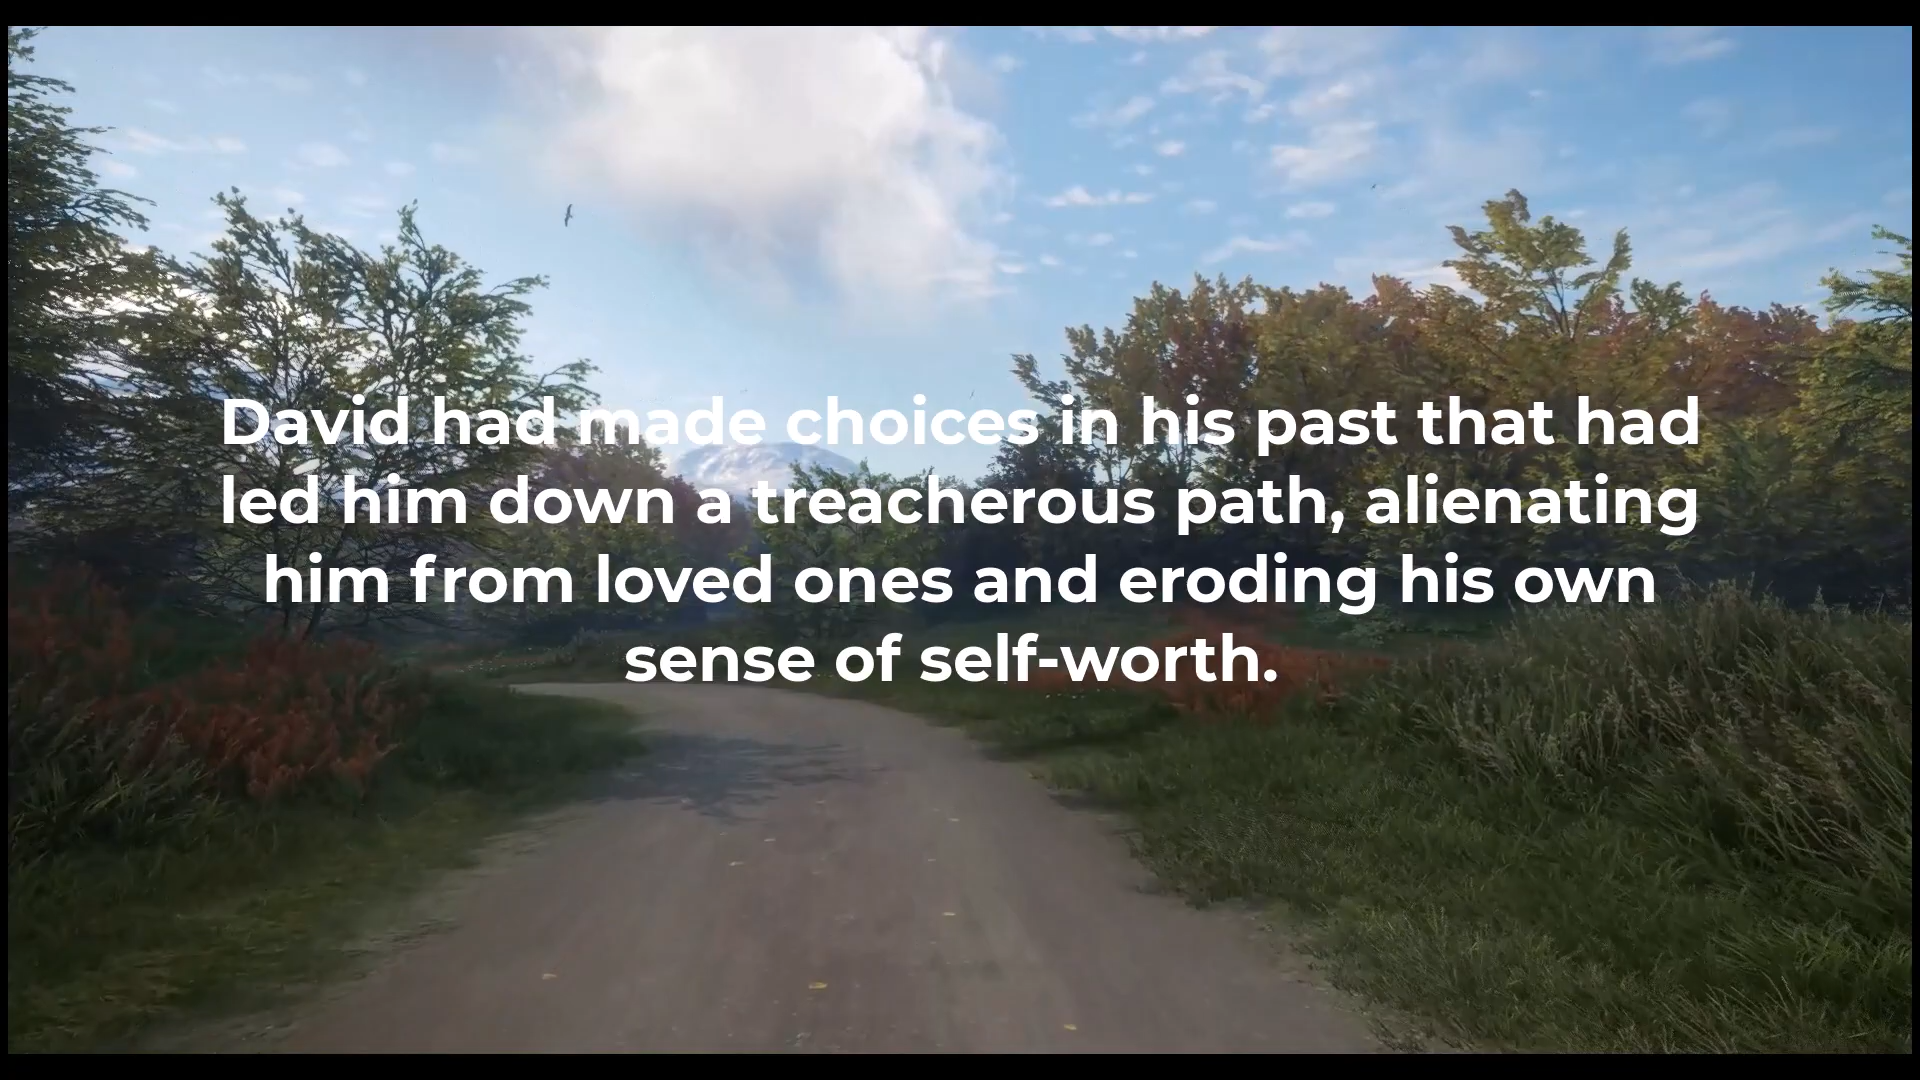 David had made choices in his past that had
led him down a treacherous path, alienating
him from loved ones and eroding his own
sense of self-worth.